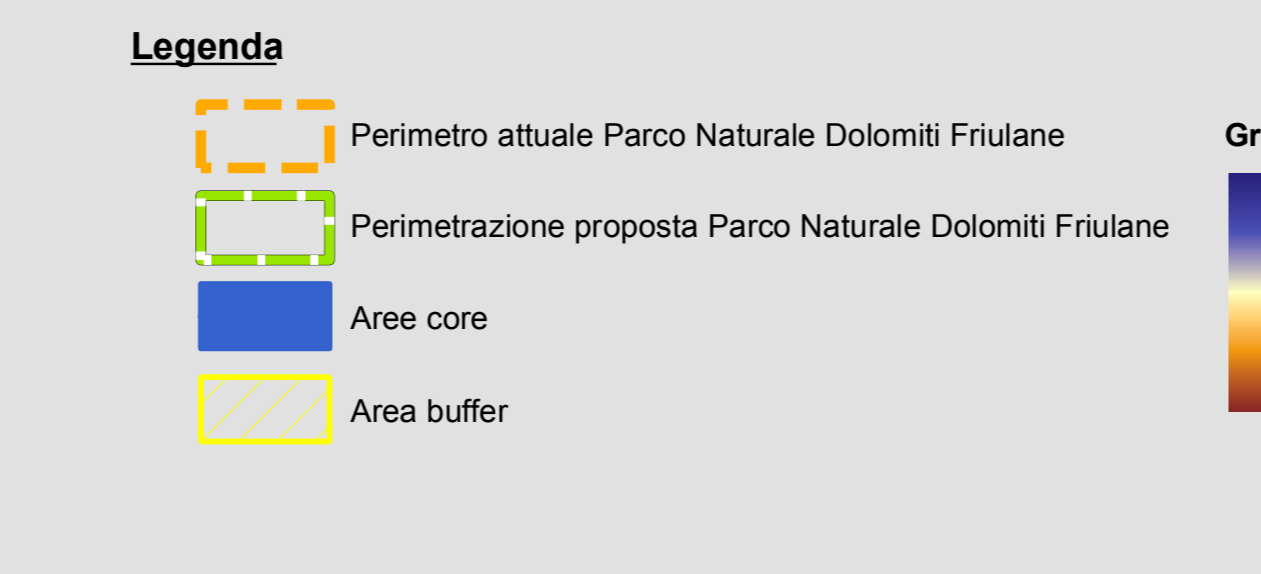 Legenda
Perimetro attuale Parco Naturale Dolomiti Friulane
Gr
Perimetrazione proposta Parco Naturale Dolomiti Friulane
Aree core
Area buffer